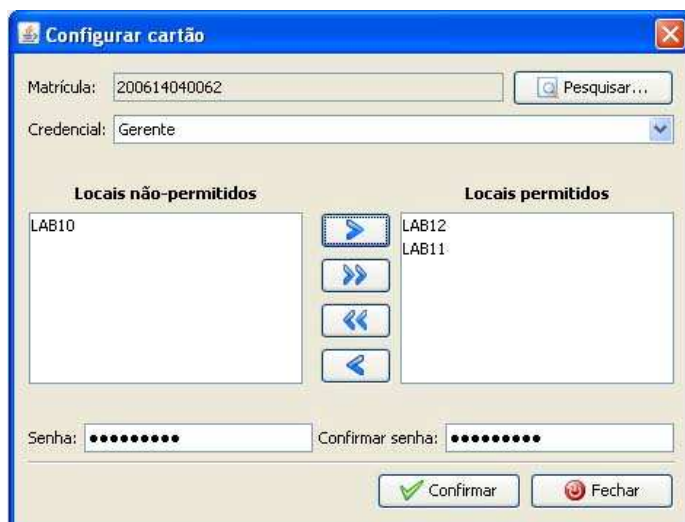 Configurar cartão
Matrícula: 200614040062 Pesquisar...
Credencial: Gerente
Locais não-permitidos Locais permitidos
LAB10 LAB12
LAB11
Senha: ●●●●●●●●● Confirmar senha: ●●●●●●●●●
Confirmar Fechar